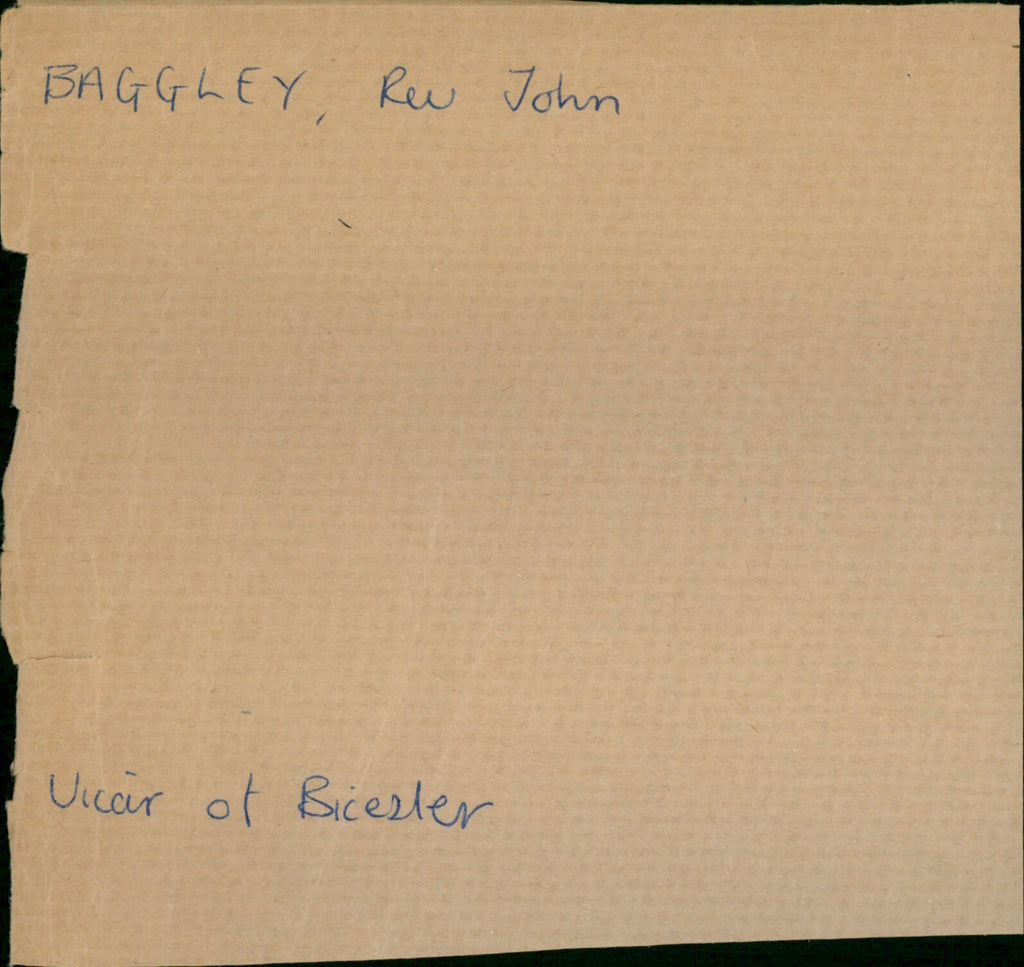 BAGGLEY, Rev John
Vicar of Bicester